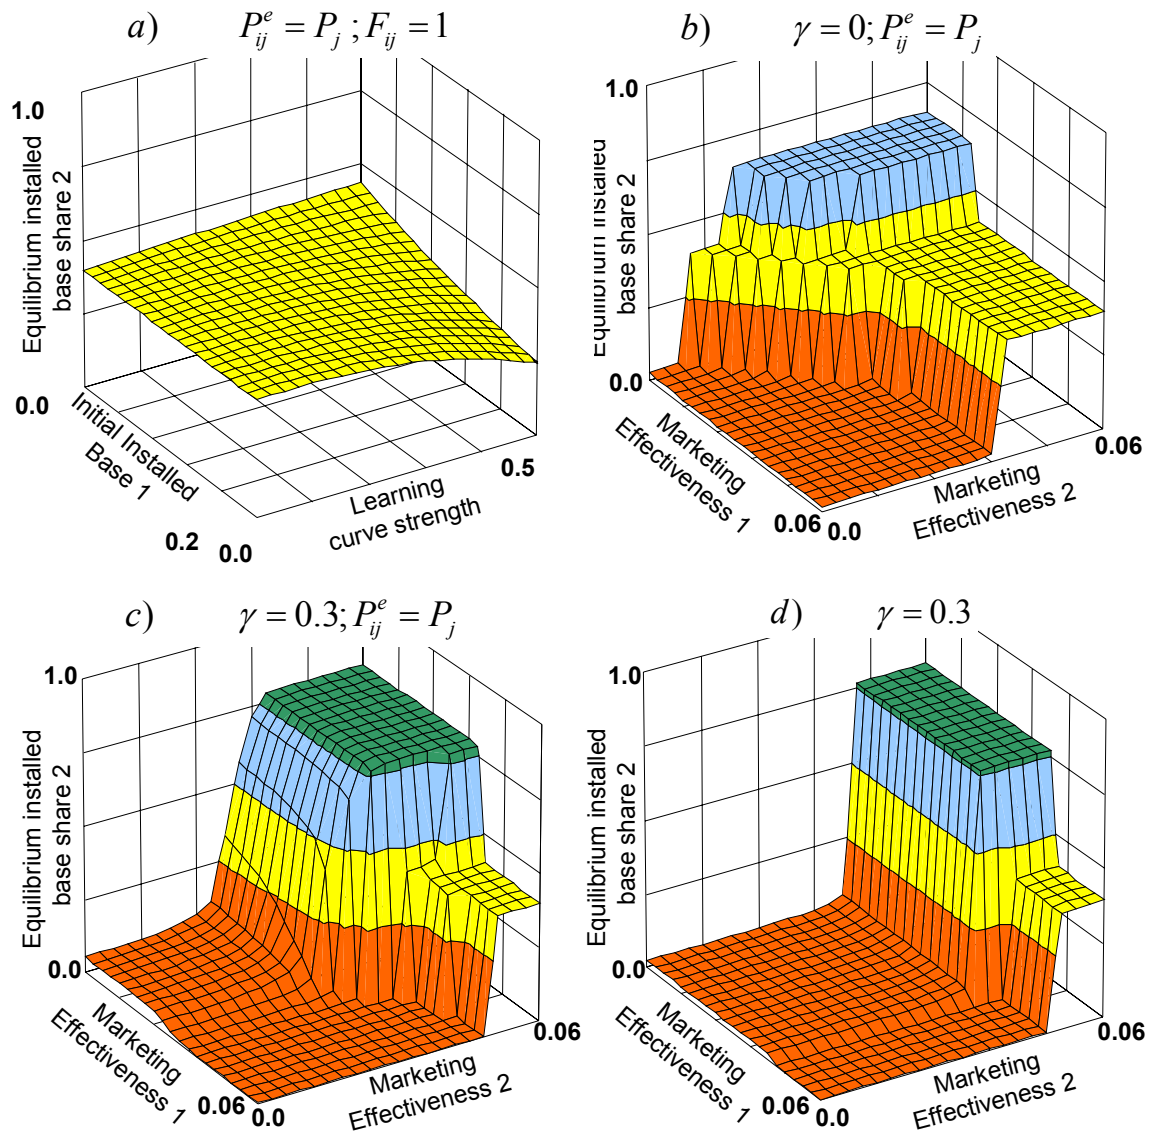 a) P^e_ij = P_j ; F_ij = 1
1.0
Equilibrium installed
base share 2
0.0
Initial Installed
Base 1
0.2
0.0
Learning
curve strength
0.5
b) γ = 0; P^e_ij = P_j
1.0
Equilibrium installed
base share 2
0.0
Marketing
Effectiveness 1
0.06
0.0
Marketing
Effectiveness 2
0.06
c) γ = 0.3; P^e_ij = P_j
1.0
Equilibrium installed
base share 2
0.0
Marketing
Effectiveness 1
0.06
0.0
Marketing
Effectiveness 2
0.06
d) γ = 0.3
1.0
Equilibrium installed
base share 2
0.0
Marketing
Effectiveness 1
0.06
0.0
Marketing
Effectiveness 2
0.06